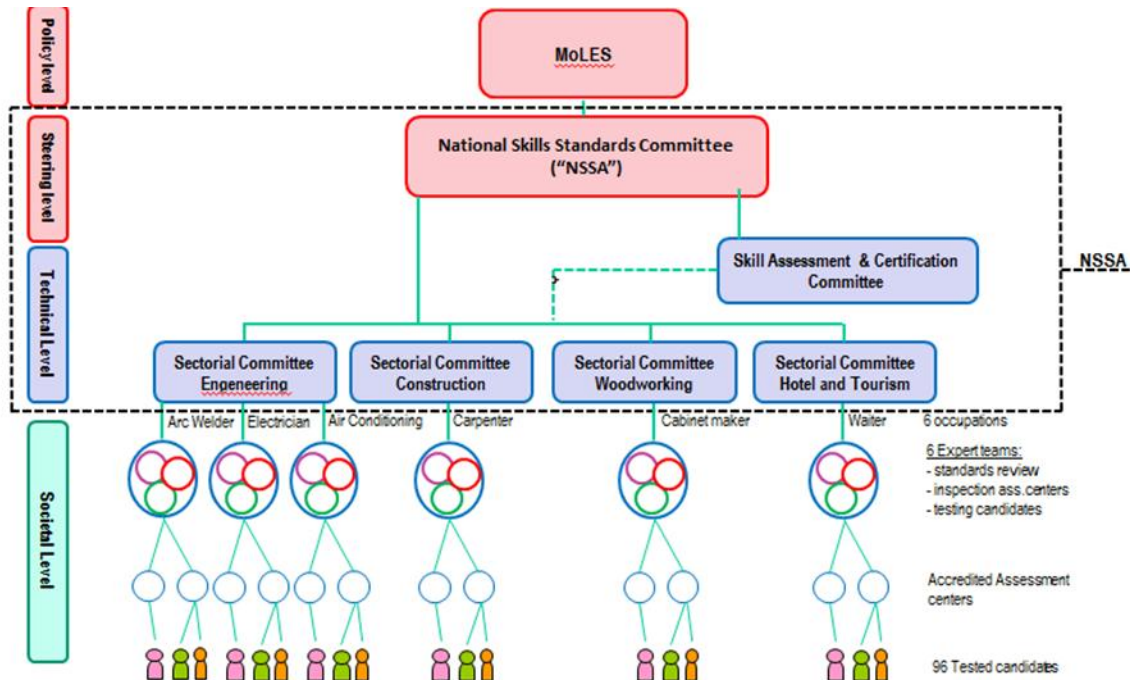 Policy level
MoLES
Steering level
National Skills Standards Committee
(“NSSA”)
Technical Level
Skill Assessment & Certification
Committee
NSSA
Sectorial Committee
Engeneering
Sectorial Committee
Construction
Sectorial Committee
Woodworking
Sectorial Committee
Hotel and Tourism
Societal Level
Arc Welder
Electrician
Air Conditioning
Carpenter
Cabinet maker
Waiter
6 occupations
6 Expert teams:
- standards review
- inspection ass.centers
- testing candidates
Accredited Assessment
centers
96 Tested candidates